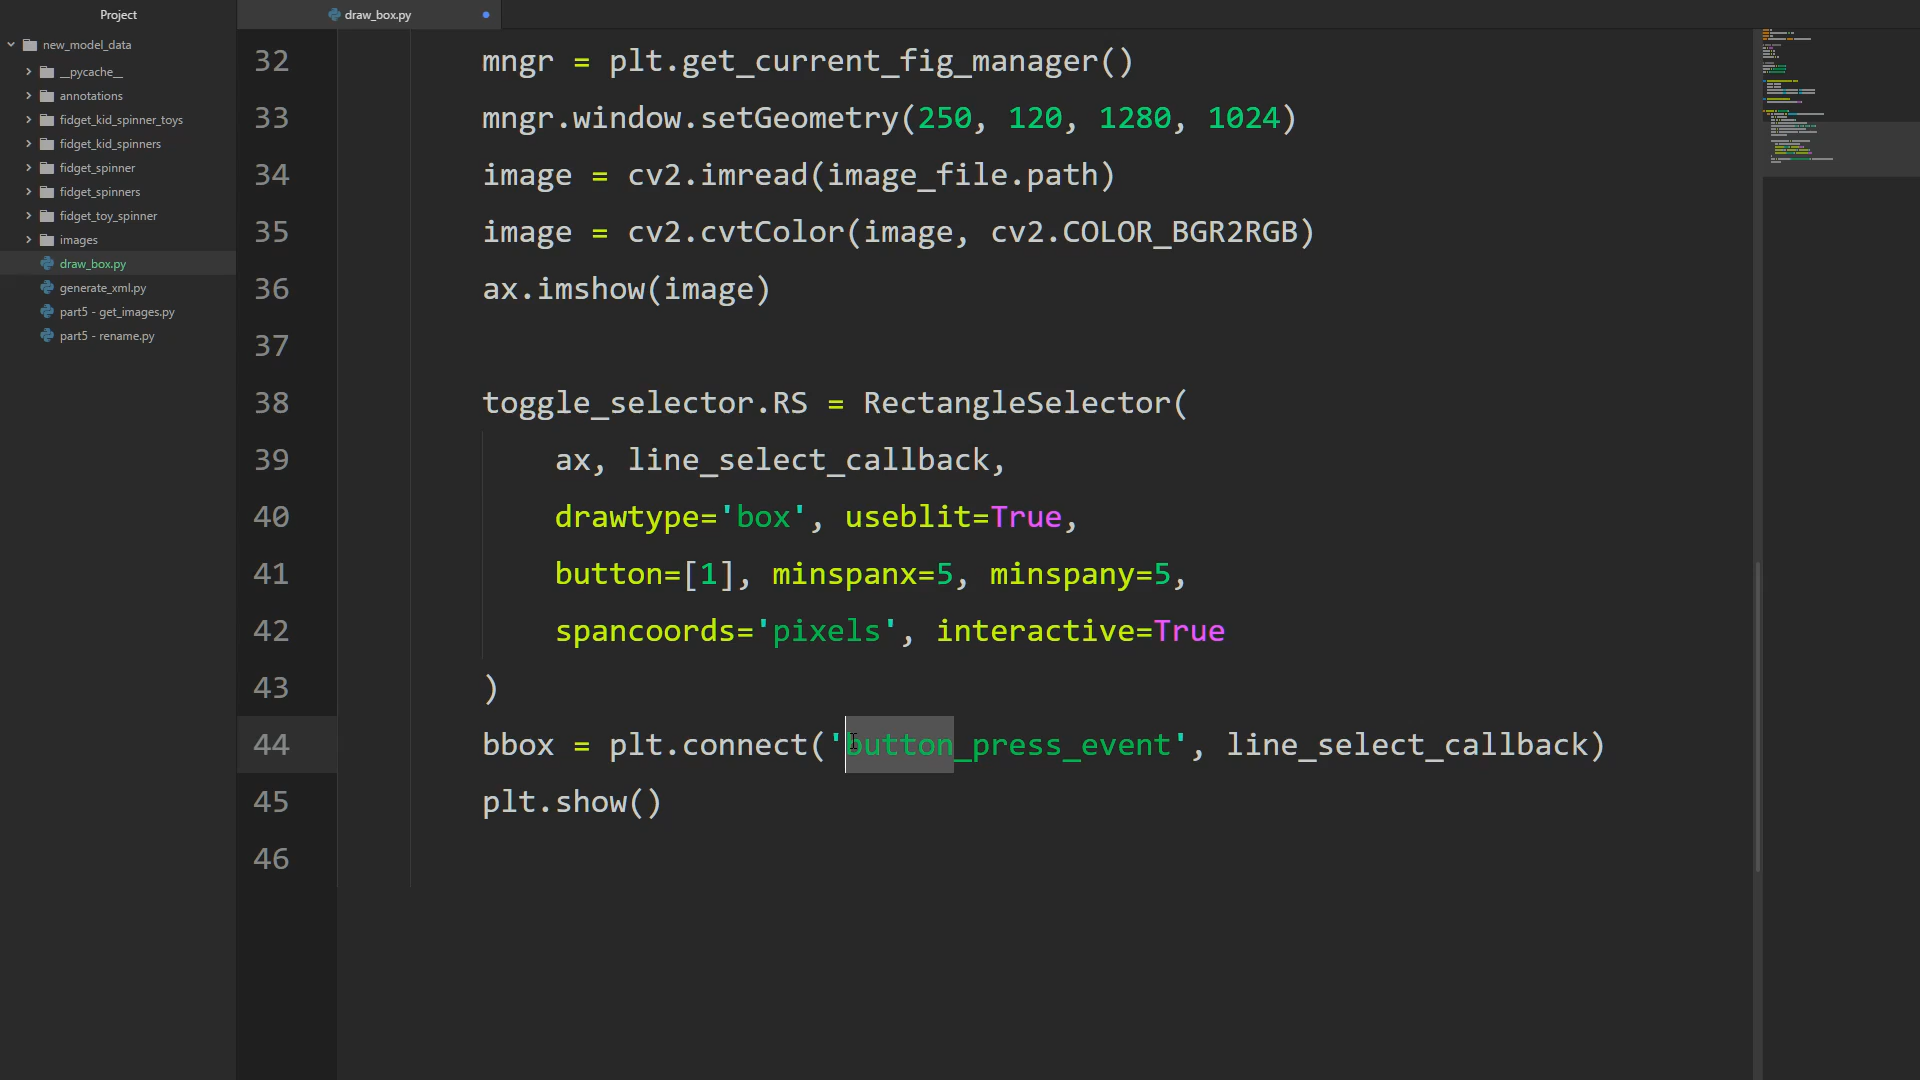 Project
new_model_data
__pycache__
annotations
fidget_kid_spinner_toys
fidget_kid_spinners
fidget_spinner
fidget_spinners
fidget_toy_spinner
images
draw_box.py
generate_xml.py
part5 - get_images.py
part5 - rename.py
draw_box.py
32 mngr = plt.get_current_fig_manager()
33 mngr.window.setGeometry(250, 120, 1280, 1024)
34 image = cv2.imread(image_file.path)
35 image = cv2.cvtColor(image, cv2.COLOR_BGR2RGB)
36 ax.imshow(image)
37
38 toggle_selector.RS = RectangleSelector(
39 ax, line_select_callback,
40 drawtype='box', useblit=True,
41 button=[1], minspanx=5, minspany=5,
42 spancoords='pixels', interactive=True
43 )
44 bbox = plt.connect('button_press_event', line_select_callback)
45 plt.show()
46